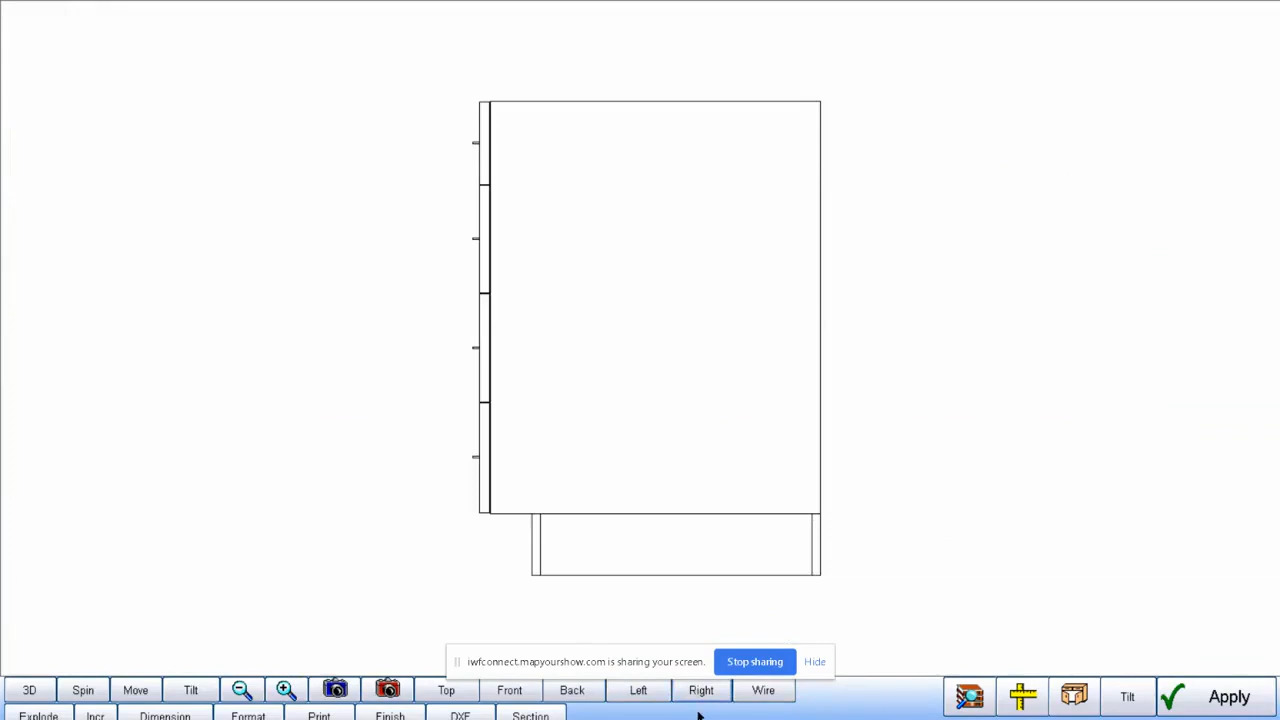 iwfconnect.mapyourshow.com is sharing your screen. Stop sharing Hide
3D Spin Move Tilt Top Front Back Left Right Wire Tilt Apply
Explode Incr Dimension Format Print Finish DXF Section